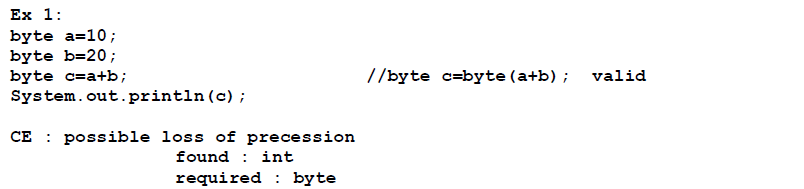 Ex 1:
byte a=10;
byte b=20;
byte c=a+b; //byte c=byte(a+b); valid
System.out.println(c);
CE : possible loss of precession
found : int
required : byte